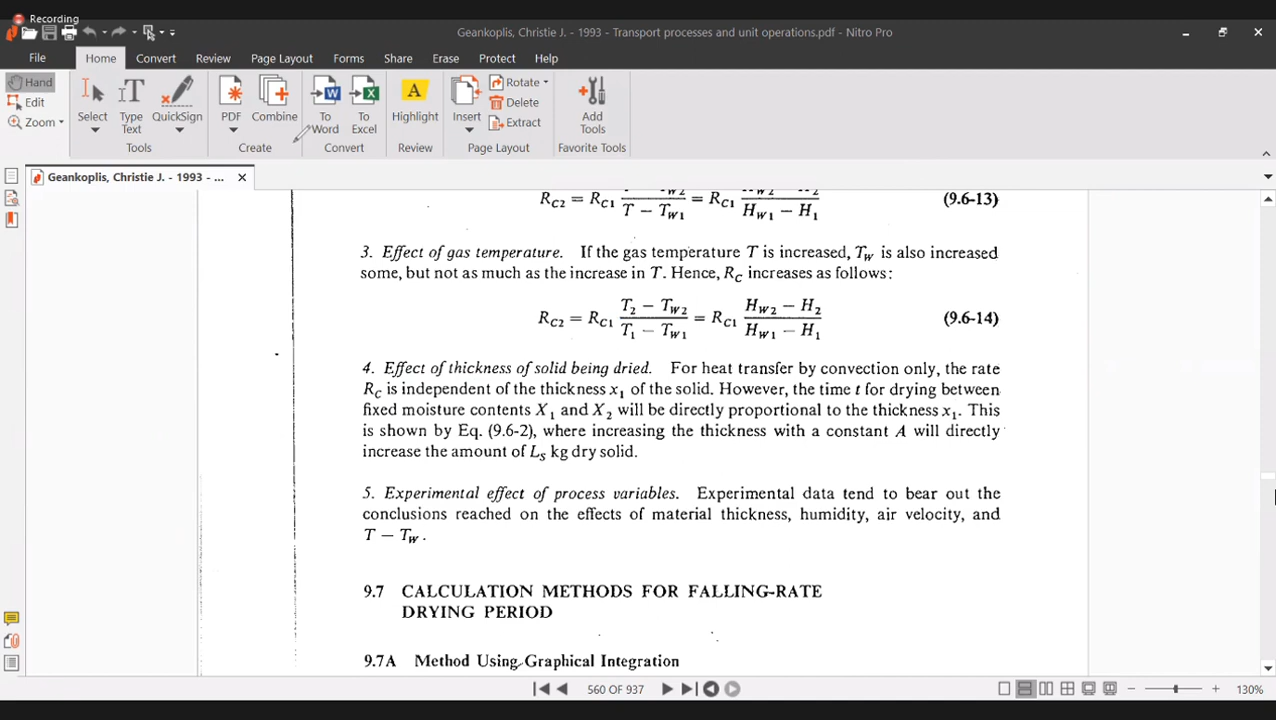 Recording
Geankoplis, Christie J. - 1993 - Transport processes and unit operations.pdf - Nitro Pro
File Home Convert Review Page Layout Forms Share Erase Protect Help
Hand
Edit
Zoom
Select
Type Text
QuickSign
PDF
Combine
To Word
To Excel
Highlight
Insert
Rotate
Delete
Extract
Add Tools
Tools Create Convert Review Page Layout Favorite Tools
Geankoplis, Christie J. - 1993 - ...
R_C2 = R_C1 / T − T_W1 = R_C1 / H_W1 − H_1 (9.6-13)
3. Effect of gas temperature. If the gas temperature T is increased, T_W is also increased
some, but not as much as the increase in T. Hence, R_C increases as follows:
R_C2 = R_C1 (T_2 − T_W2)/(T_1 − T_W1) = R_C1 (H_W2 − H_2)/(H_W1 − H_1) (9.6-14)
4. Effect of thickness of solid being dried. For heat transfer by convection only, the rate
R_C is independent of the thickness x_1 of the solid. However, the time t for drying between
fixed moisture contents X_1 and X_2 will be directly proportional to the thickness x_1. This
is shown by Eq. (9.6-2), where increasing the thickness with a constant A will directly
increase the amount of L_s kg dry solid.
5. Experimental effect of process variables. Experimental data tend to bear out the
conclusions reached on the effects of material thickness, humidity, air velocity, and
T − T_W.
9.7 CALCULATION METHODS FOR FALLING-RATE
DRYING PERIOD
9.7A Method Using Graphical Integration
560 OF 937
130%